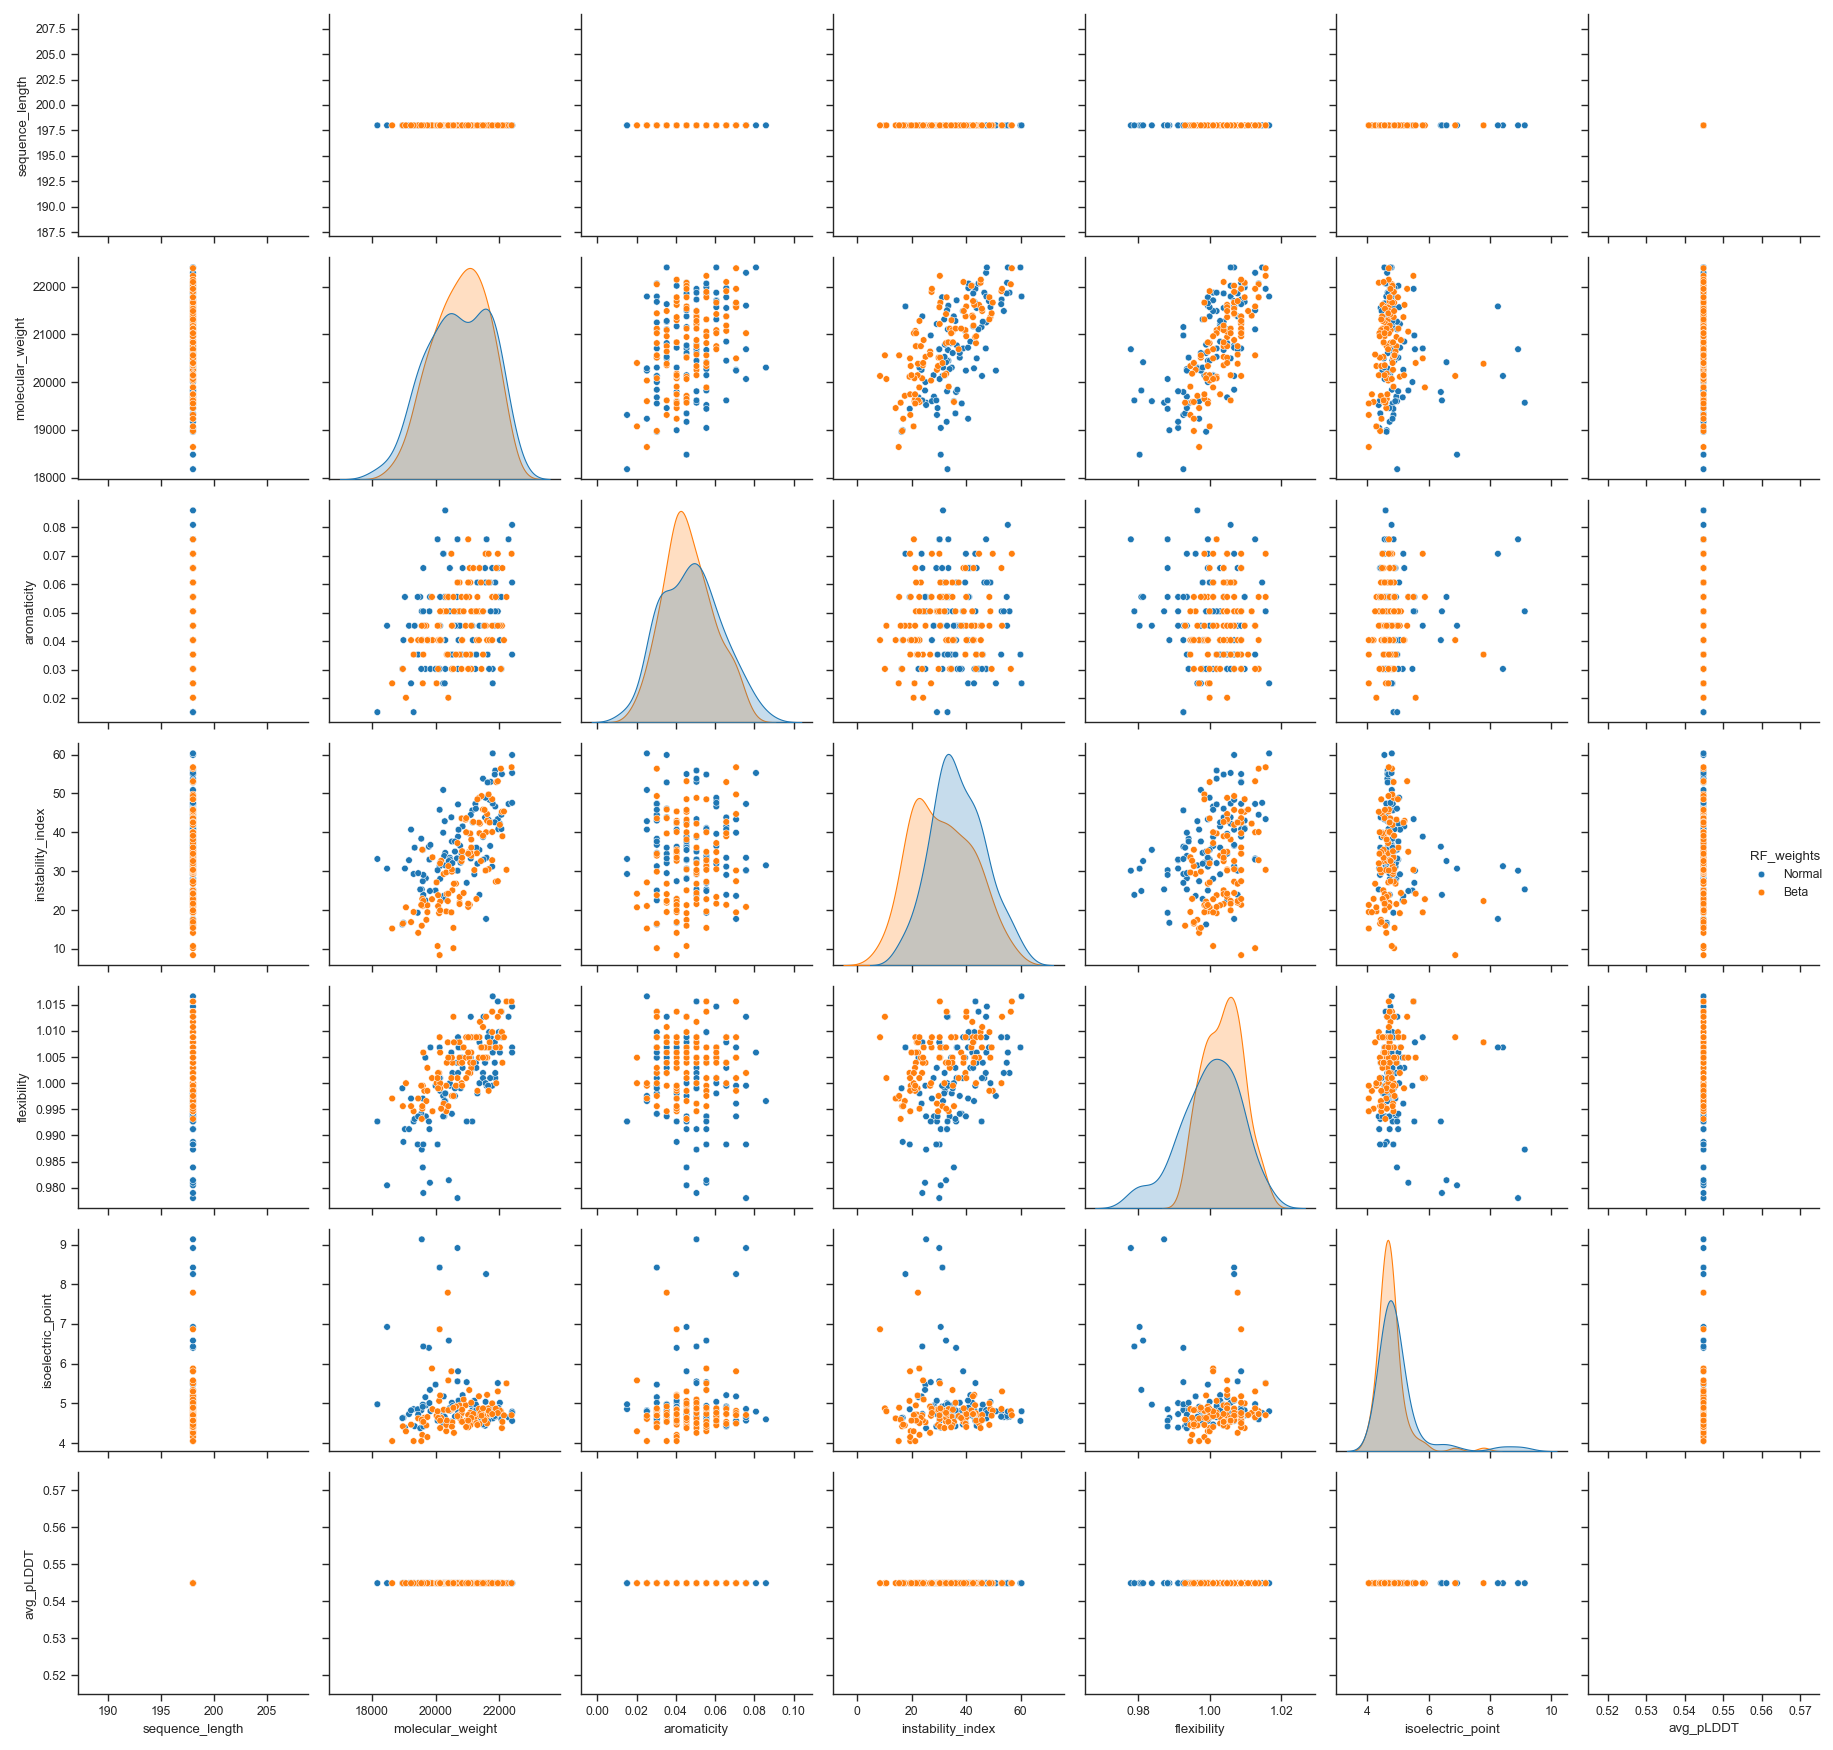 207.5
205.0
202.5
200.0
197.5
195.0
192.5
190.0
187.5
sequence_length
22000
21000
20000
19000
18000
molecular_weight
0.08
0.07
0.06
0.05
0.04
0.03
0.02
aromaticity
60
50
40
30
20
10
instability_index
RF_weights
Normal
Beta
1.015
1.010
1.005
1.000
0.995
0.990
0.985
0.980
flexibility
9
8
7
6
5
4
isoelectric_point
0.57
0.56
0.55
0.54
0.53
0.52
avg_pLDDT
190 195 200 205
18000 20000 22000
0.00 0.02 0.04 0.06 0.08 0.10
0 20 40 60
0.98 1.00 1.02
4 6 8 10
0.52 0.53 0.54 0.55 0.56 0.57
sequence_length
molecular_weight
aromaticity
instability_index
flexibility
isoelectric_point
avg_pLDDT